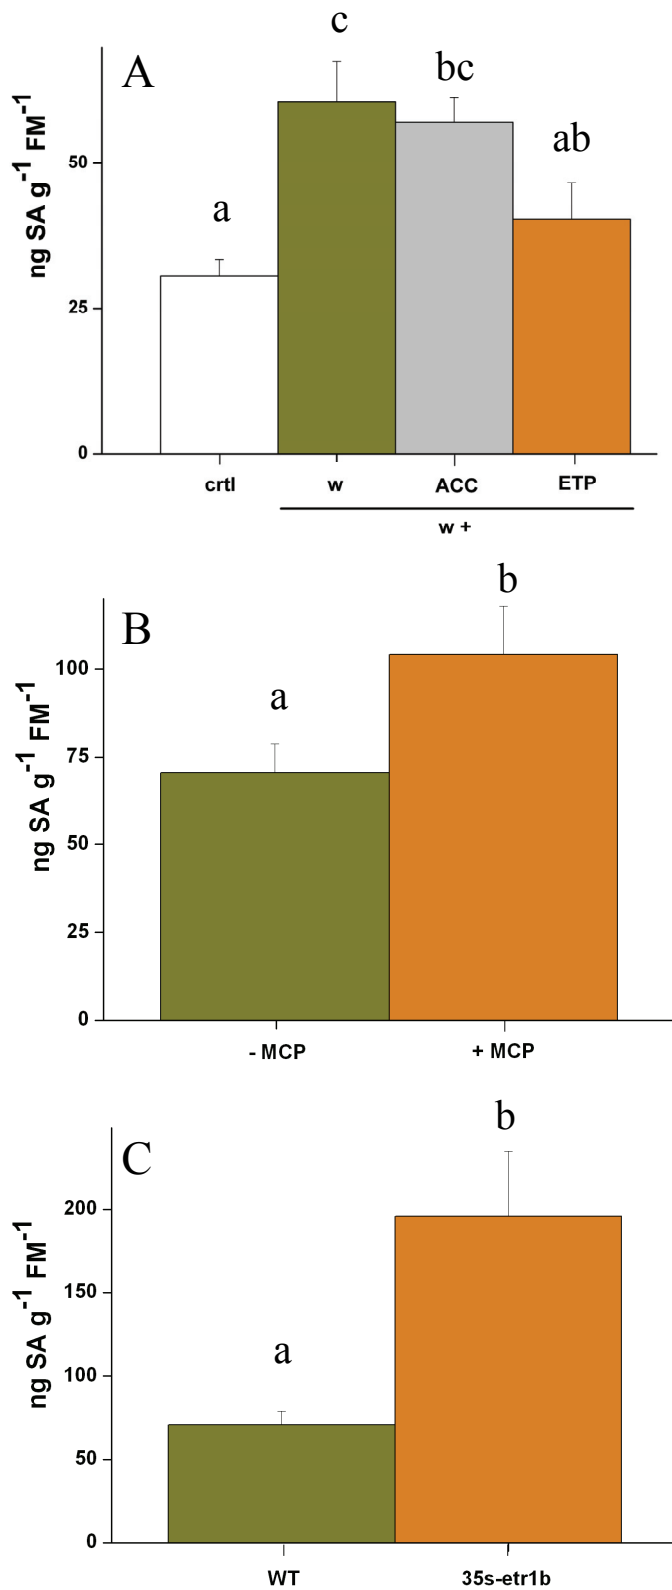 c
A
bc
ab
a
ng SA g-1 FM-1
50
25
0
crtl
w
ACC
ETP
w +
b
B
a
ng SA g-1 FM-1
100
75
50
25
0
- MCP
+ MCP
b
C
a
ng SA g-1 FM-1
200
150
100
50
0
WT
35s-etr1b